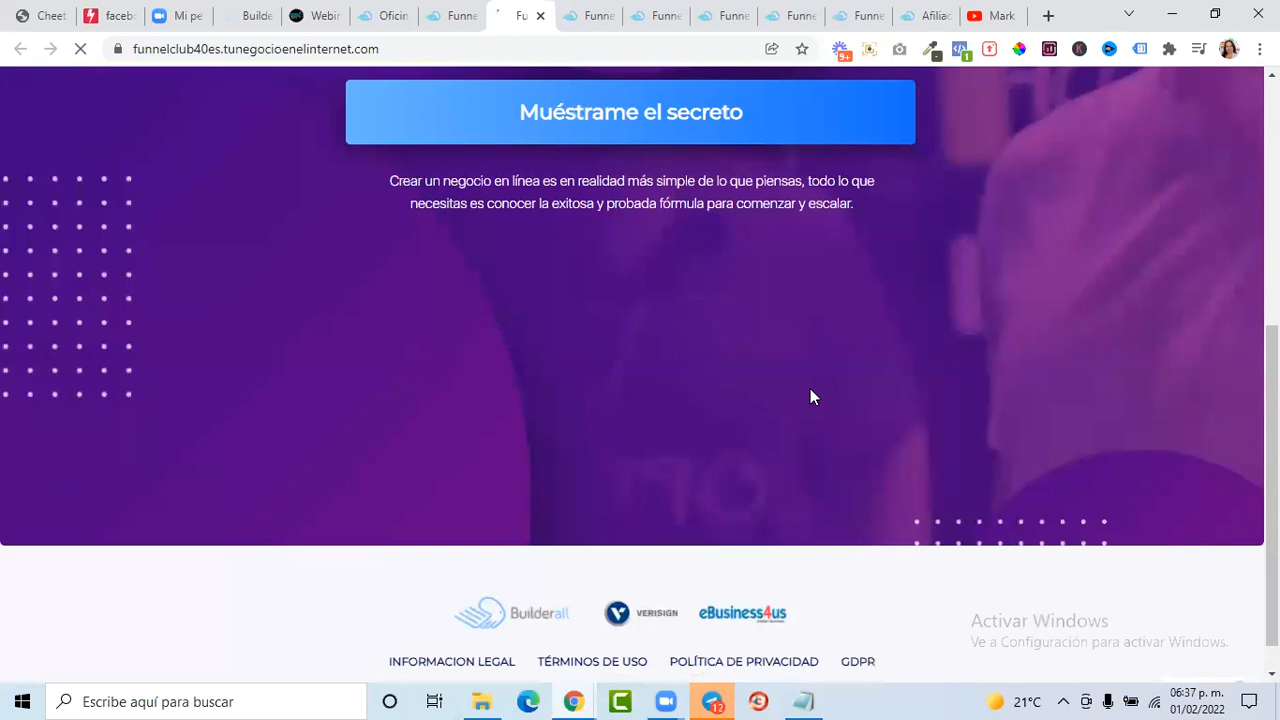 Cheet
faceb
Mi pe
Builde
Webir
Oficin
Funne
Fu
Funne
Funne
Funne
Funne
Funne
Afiliac
Mark
funnelclub40es.tunegocioenelinternet.com
9+
1
Muéstrame el secreto
Crear un negocio en línea es en realidad más simple de lo que piensas, todo lo que
necesitas es conocer la exitosa y probada fórmula para comenzar y escalar.
Builderall
VERISIGN
eBusiness4us
Activar Windows
Ve a Configuración para activar Windows.
INFORMACION LEGAL TÉRMINOS DE USO POLÍTICA DE PRIVACIDAD GDPR
Escribe aquí para buscar
12
21°C
06:37 p. m.
01/02/2022